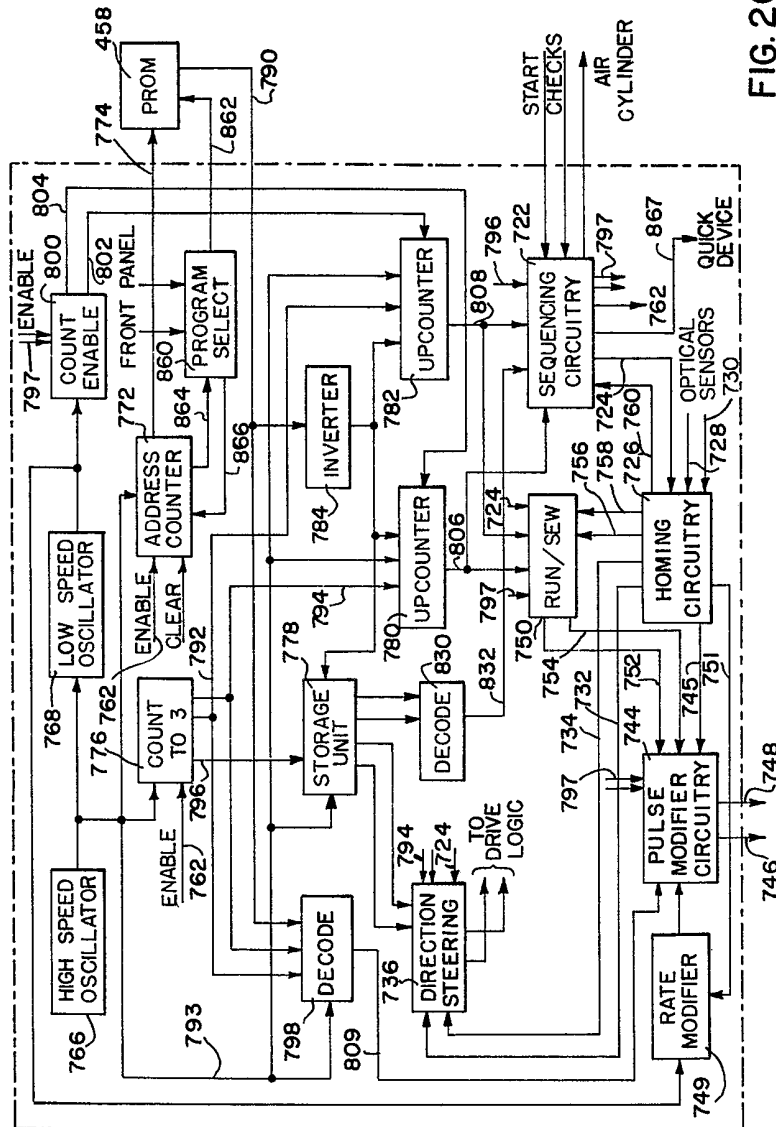 HIGH SPEED
OSCILLATOR
766
LOW SPEED
OSCILLATOR
768
797
ENABLE
800
COUNT
ENABLE
804
802
774
458
PROM
790
862
793
ENABLE
762
776
COUNT
TO 3
796
762
ENABLE
CLEAR
772
ADDRESS
COUNTER
864
866
FRONT PANEL
860
PROGRAM
SELECT
792
794
784
INVERTER
798
DECODE
809
778
STORAGE
UNIT
780
UPCOUNTER
806
782
UPCOUNTER
808
830
DECODE
832
736
DIRECTION
STEERING
794
724
TO
DRIVE
LOGIC
797
750
RUN/SEW
724
796
SEQUENCING
CIRCUITRY
722
START
CHECKS
AIR
CYLINDER
797
762
867
QUICK
DEVICE
754
734
732
752
744
756
758
726
760
724
OPTICAL
SENSORS
728
730
HOMING
CIRCUITRY
745
751
797
PULSE
MODIFIER
CIRCUITRY
748
746
RATE
MODIFIER
749